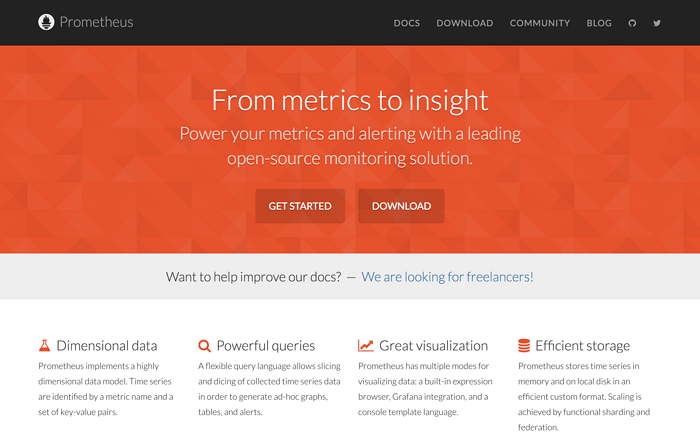 Prometheus
DOCS DOWNLOAD COMMUNITY BLOG
From metrics to insight
Power your metrics and alerting with a leading
open-source monitoring solution.
GET STARTED DOWNLOAD
Want to help improve our docs? — We are looking for freelancers!
Dimensional data
Prometheus implements a highly
dimensional data model. Time series
are identified by a metric name and a
set of key-value pairs.
Powerful queries
A flexible query language allows slicing
and dicing of collected time series data
in order to generate ad-hoc graphs,
tables, and alerts.
Great visualization
Prometheus has multiple modes for
visualizing data: a built-in expression
browser, Grafana integration, and a
console template language.
Efficient storage
Prometheus stores time series in
memory and on local disk in an
efficient custom format. Scaling is
achieved by functional sharding and
federation.